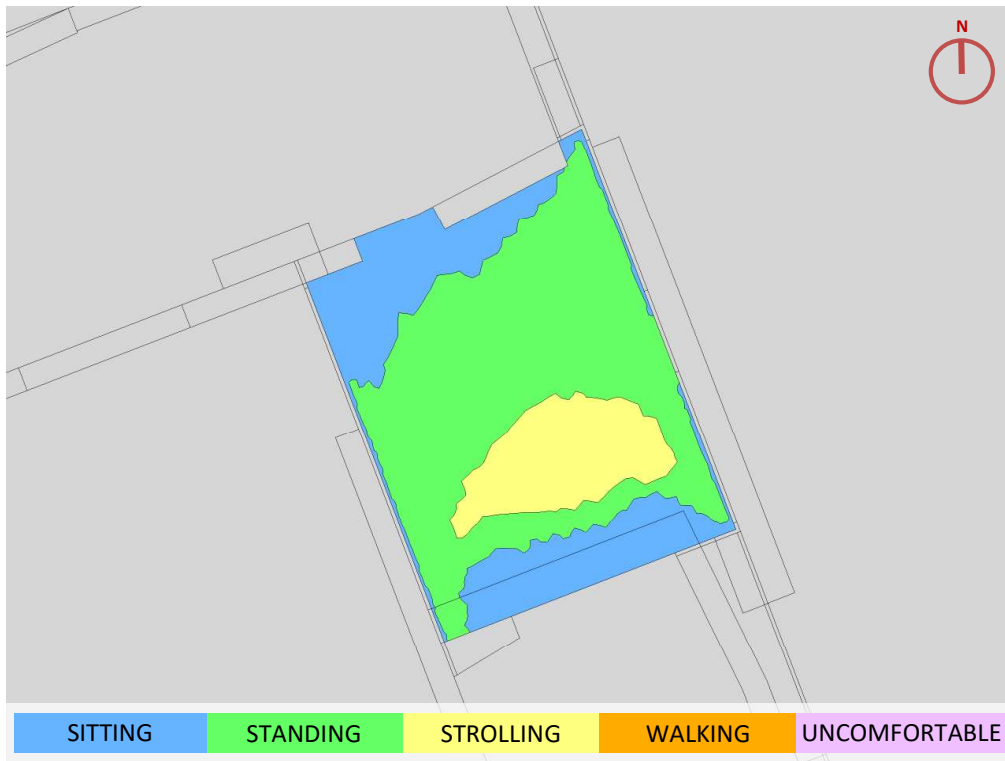 N
SITTING
STANDING
STROLLING
WALKING
UNCOMFORTABLE